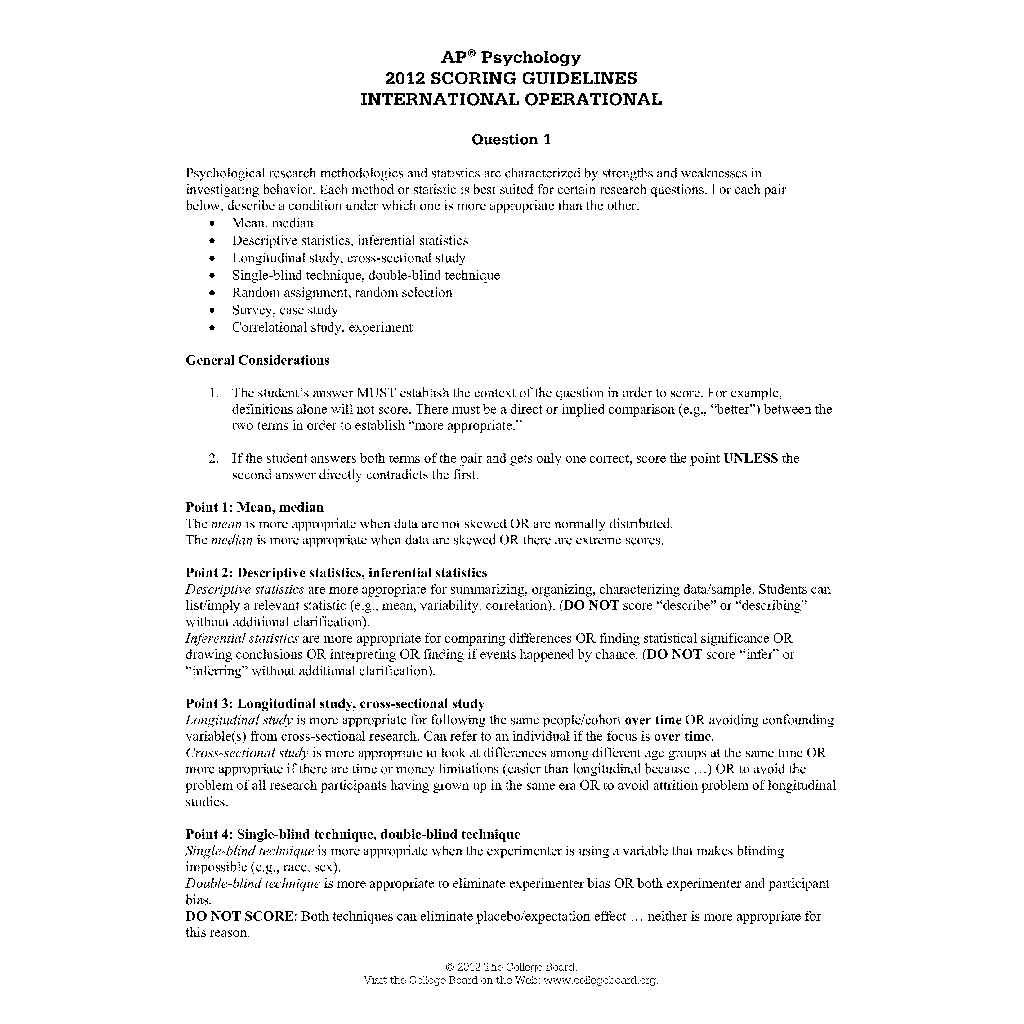 AP® Psychology
2012 SCORING GUIDELINES
INTERNATIONAL OPERATIONAL
Question 1
Psychological research methodologies and statistics are characterized by strengths and weaknesses in
investigating behavior. Each method or statistic is best suited for certain research questions. For each pair
below, describe a condition under which one is more appropriate than the other.
• Mean, median
• Descriptive statistics, inferential statistics
• Longitudinal study, cross-sectional study
• Single-blind technique, double-blind technique
• Random assignment, random selection
• Survey, case study
• Correlational study, experiment
General Considerations
1. The student's answer MUST establish the context of the question in order to score. For example,
definitions alone will not score. There must be a direct or implied comparison (e.g., “better”) between the
two terms in order to establish “more appropriate.”
2. If the student answers both terms of the pair and gets only one correct, score the point UNLESS the
second answer directly contradicts the first.
Point 1: Mean, median
The mean is more appropriate when data are not skewed OR are normally distributed.
The median is more appropriate when data are skewed OR there are extreme scores.
Point 2: Descriptive statistics, inferential statistics
Descriptive statistics are more appropriate for summarizing, organizing, characterizing data/sample. Students can
list/imply a relevant statistic (e.g., mean, variability, correlation). (DO NOT score “describe” or “describing”
without additional clarification).
Inferential statistics are more appropriate for comparing differences OR finding statistical significance OR
drawing conclusions OR interpreting OR finding if events happened by chance. (DO NOT score “infer” or
“inferring” without additional clarification).
Point 3: Longitudinal study, cross-sectional study
Longitudinal study is more appropriate for following the same people/cohort over time OR avoiding confounding
variable(s) from cross-sectional research. Can refer to an individual if the focus is over time.
Cross-sectional study is more appropriate to look at differences among different age groups at the same time OR
more appropriate if there are time or money limitations (easier than longitudinal because …) OR to avoid the
problem of all research participants having grown up in the same era OR to avoid attrition problem of longitudinal
studies.
Point 4: Single-blind technique, double-blind technique
Single-blind technique is more appropriate when the experimenter is using a variable that makes blinding
impossible (e.g., race, sex).
Double-blind technique is more appropriate to eliminate experimenter bias OR both experimenter and participant
bias.
DO NOT SCORE: Both techniques can eliminate placebo/expectation effect … neither is more appropriate for
this reason.
© 2012 The College Board.
Visit the College Board on the Web: www.collegeboard.org.